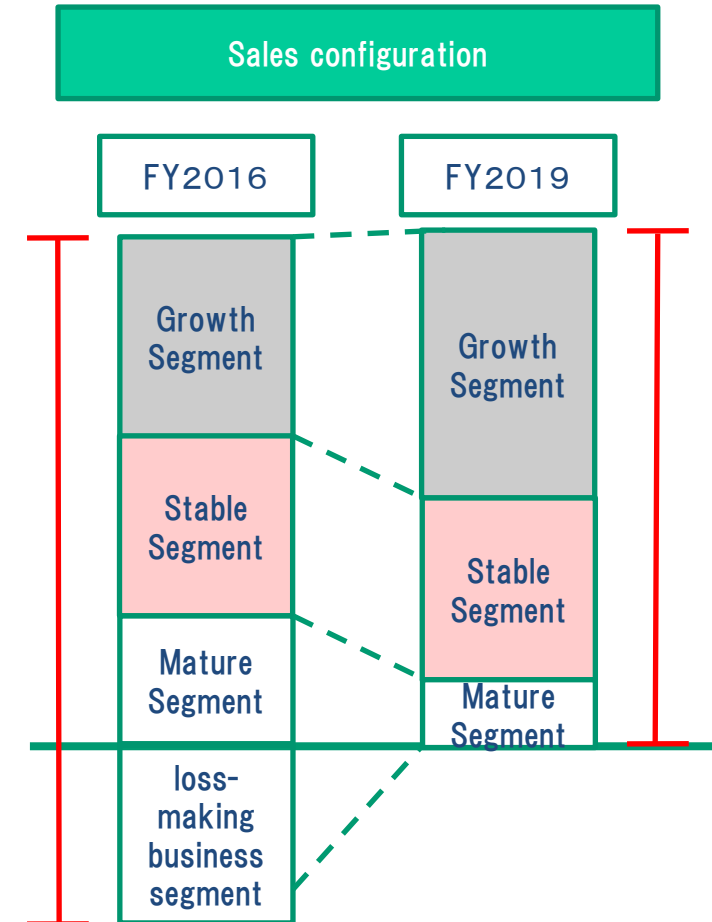 Sales configuration
FY2016
FY2019
Growth
Segment
Stable
Segment
Mature
Segment
loss-
making
business
segment
Growth
Segment
Stable
Segment
Mature
Segment